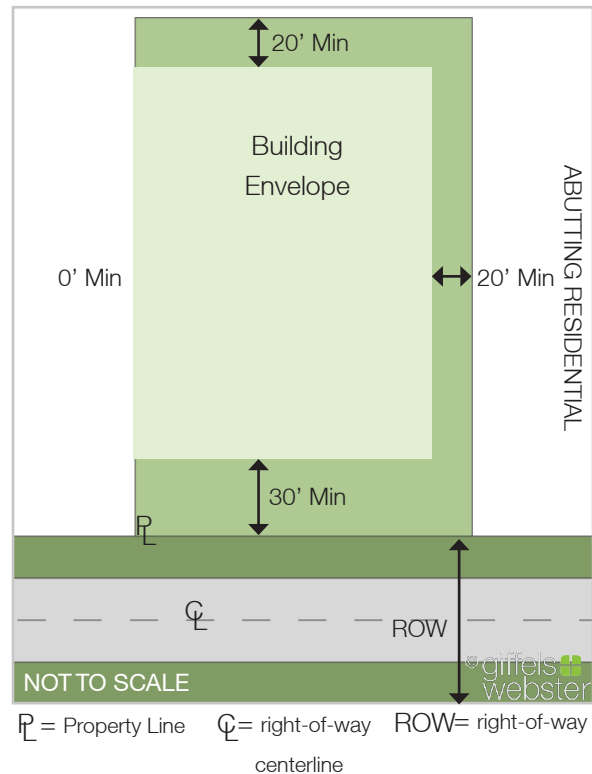 20’ Min
Building
Envelope
0’ Min
20’ Min
ABUTTING RESIDENTIAL
30’ Min
PL
CL
ROW
NOT TO SCALE
© giffels
webster
PL = Property Line CL = right-of-way ROW= right-of-way
centerline